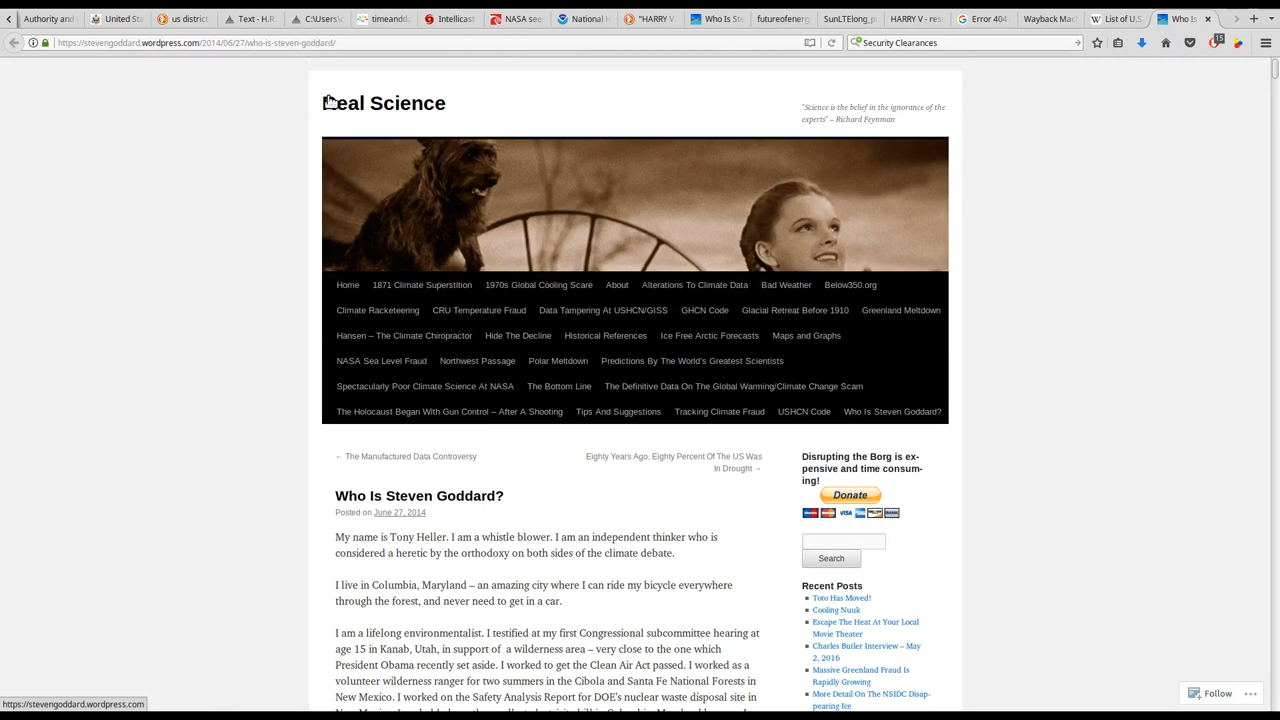 Authority and
United Sta
us district
Text - H.R.
C:\Users\
timeandda
Intellicast
NASA see
National H
"HARRY V
Who Is Ste
futureofenerg
SunLTElong_p
HARRY V - res
Error 404
Wayback Mac
List of U.S.
Who Is
https://stevengoddard.wordpress.com/2014/06/27/who-is-steven-goddard/
Security Clearances
15
Real Science
"Science is the belief in the ignorance of the
experts" – Richard Feynman
Home 1871 Climate Superstition 1970s Global Cooling Scare About Alterations To Climate Data Bad Weather Below350.org
Climate Racketeering CRU Temperature Fraud Data Tampering At USHCN/GISS GHCN Code Glacial Retreat Before 1910 Greenland Meltdown
Hansen – The Climate Chiropractor Hide The Decline Historical References Ice Free Arctic Forecasts Maps and Graphs
NASA Sea Level Fraud Northwest Passage Polar Meltdown Predictions By The World's Greatest Scientists
Spectacularly Poor Climate Science At NASA The Bottom Line The Definitive Data On The Global Warming/Climate Change Scam
The Holocaust Began With Gun Control – After A Shooting Tips And Suggestions Tracking Climate Fraud USHCN Code Who Is Steven Goddard?
← The Manufactured Data Controversy
Eighty Years Ago, Eighty Percent Of The US Was
In Drought →
Who Is Steven Goddard?
Posted on June 27, 2014
My name is Tony Heller. I am a whistle blower. I am an independent thinker who is
considered a heretic by the orthodoxy on both sides of the climate debate.
I live in Columbia, Maryland – an amazing city where I can ride my bicycle everywhere
through the forest, and never need to get in a car.
I am a lifelong environmentalist. I testified at my first Congressional subcommittee hearing at
age 15 in Kanab, Utah, in support of a wilderness area – very close to the one which
President Obama recently set aside. I worked to get the Clean Air Act passed. I worked as a
volunteer wilderness ranger for two summers in the Cibola and Santa Fe National Forests in
New Mexico. I worked on the Safety Analysis Report for DOE's nuclear waste disposal site in
Disrupting the Borg is ex-
pensive and time consum-
ing!
Donate
VISA
Search
Recent Posts
Toto Has Moved!
Cooling Nuuk
Escape The Heat At Your Local
Movie Theater
Charles Butler Interview – May
2, 2016
Massive Greenland Fraud Is
Rapidly Growing
More Detail On The NSIDC Disap-
pearing Ice
Follow
https://stevengoddard.wordpress.com